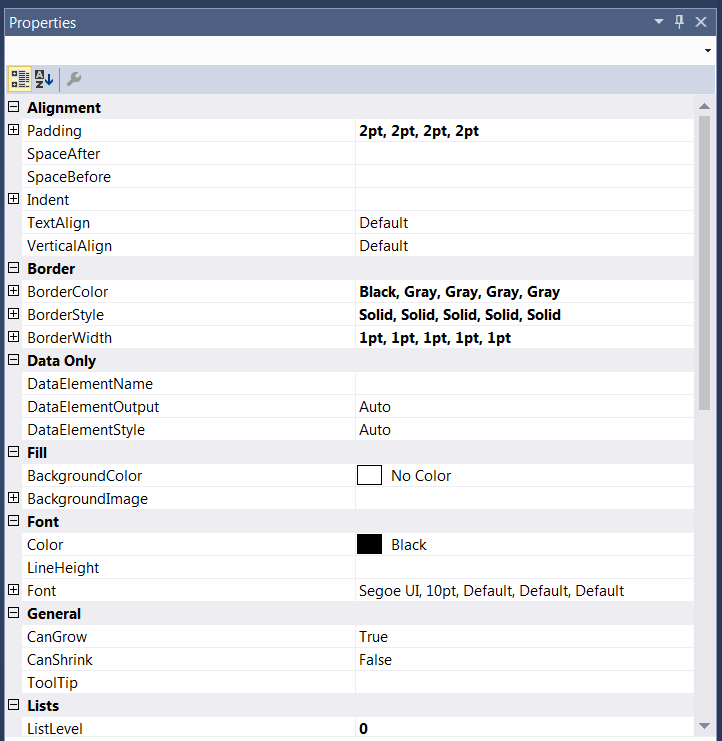 Properties
Alignment
Padding 2pt, 2pt, 2pt, 2pt
SpaceAfter
SpaceBefore
Indent
TextAlign Default
VerticalAlign Default
Border
BorderColor Black, Gray, Gray, Gray, Gray
BorderStyle Solid, Solid, Solid, Solid, Solid
BorderWidth 1pt, 1pt, 1pt, 1pt, 1pt
Data Only
DataElementName
DataElementOutput Auto
DataElementStyle Auto
Fill
BackgroundColor No Color
BackgroundImage
Font
Color Black
LineHeight
Font Segoe UI, 10pt, Default, Default, Default
General
CanGrow True
CanShrink False
ToolTip
Lists
ListLevel 0